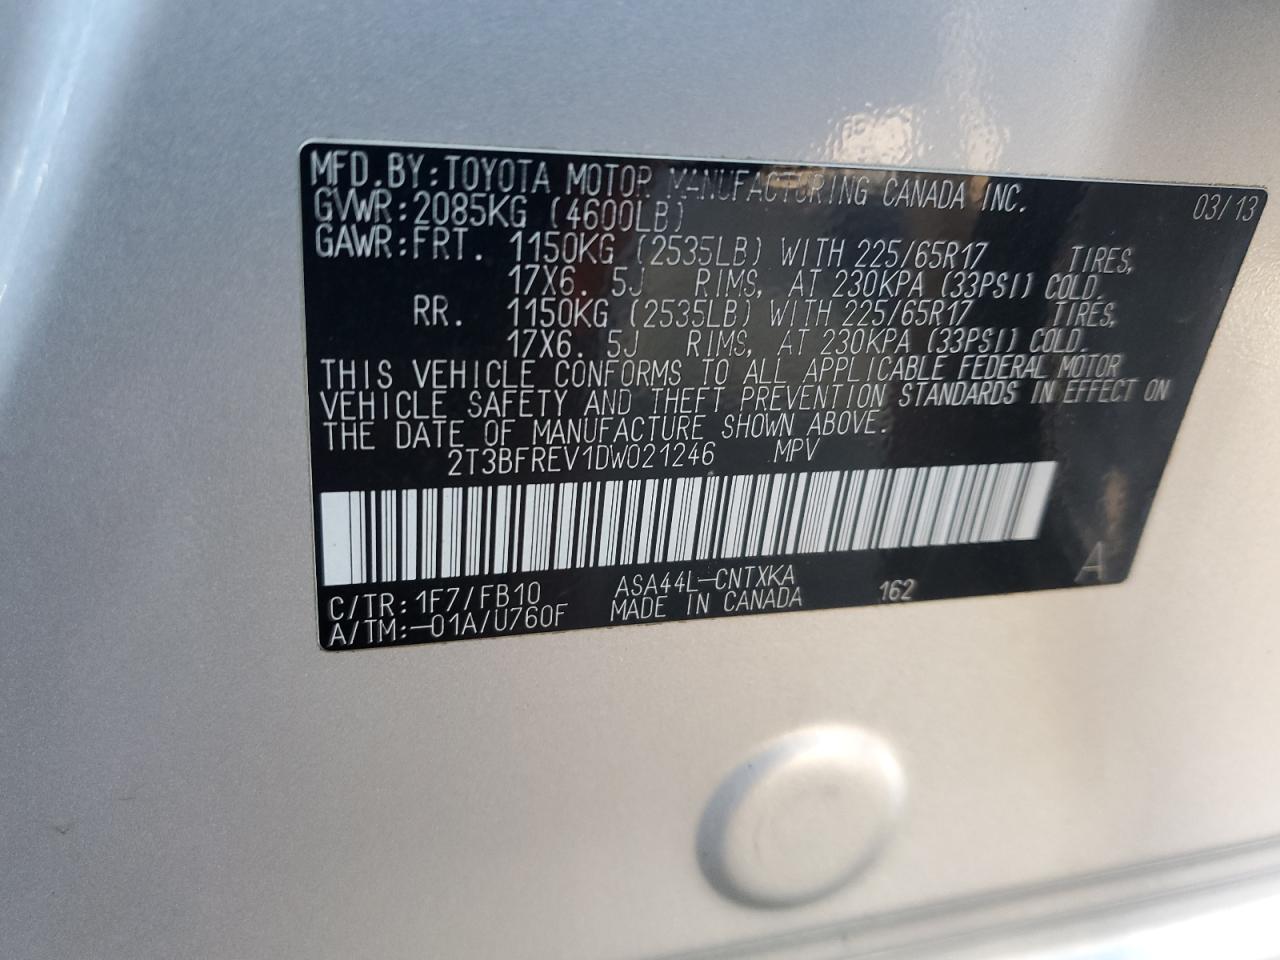 MFD.BY:TOYOTA MOTOR MANUFACTURING CANADA INC. 03/13
GVWR:2085KG (4600LB)
GAWR:FRT. 1150KG (2535LB) WITH 225/65R17 TIRES,
17X6.5J RIMS, AT 230KPA (33PSI) COLD.
RR. 1150KG (2535LB) WITH 225/65R17 TIRES,
17X6.5J RIMS, AT 230KPA (33PSI) COLD.
THIS VEHICLE CONFORMS TO ALL APPLICABLE FEDERAL MOTOR
VEHICLE SAFETY AND THEFT PREVENTION STANDARDS IN EFFECT ON
THE DATE OF MANUFACTURE SHOWN ABOVE.
2T3BFREV1DW021246 MPV
C/TR:1F7/FB10 ASA44L-CNTXKA 162 A
A/TM:-01A/U760F MADE IN CANADA